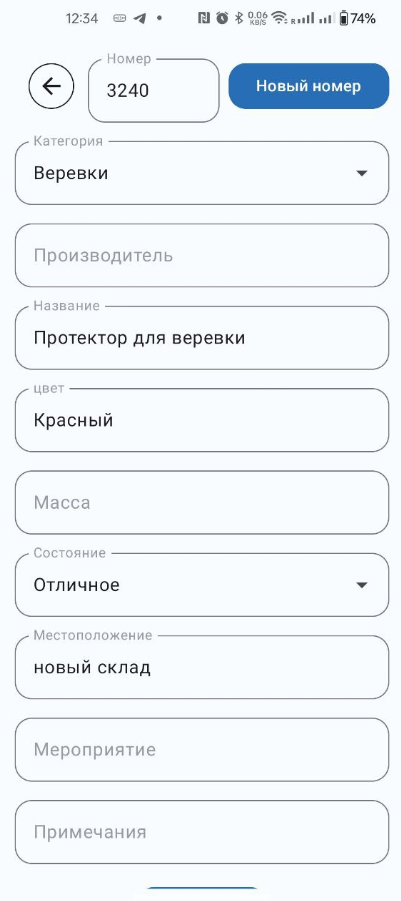 12:34 0.06 KB/S R 74%
Номер
3240
Новый номер
Категория
Веревки
Производитель
Название
Протектор для веревки
цвет
Красный
Масса
Состояние
Отличное
Местоположение
новый склад
Мероприятие
Примечания